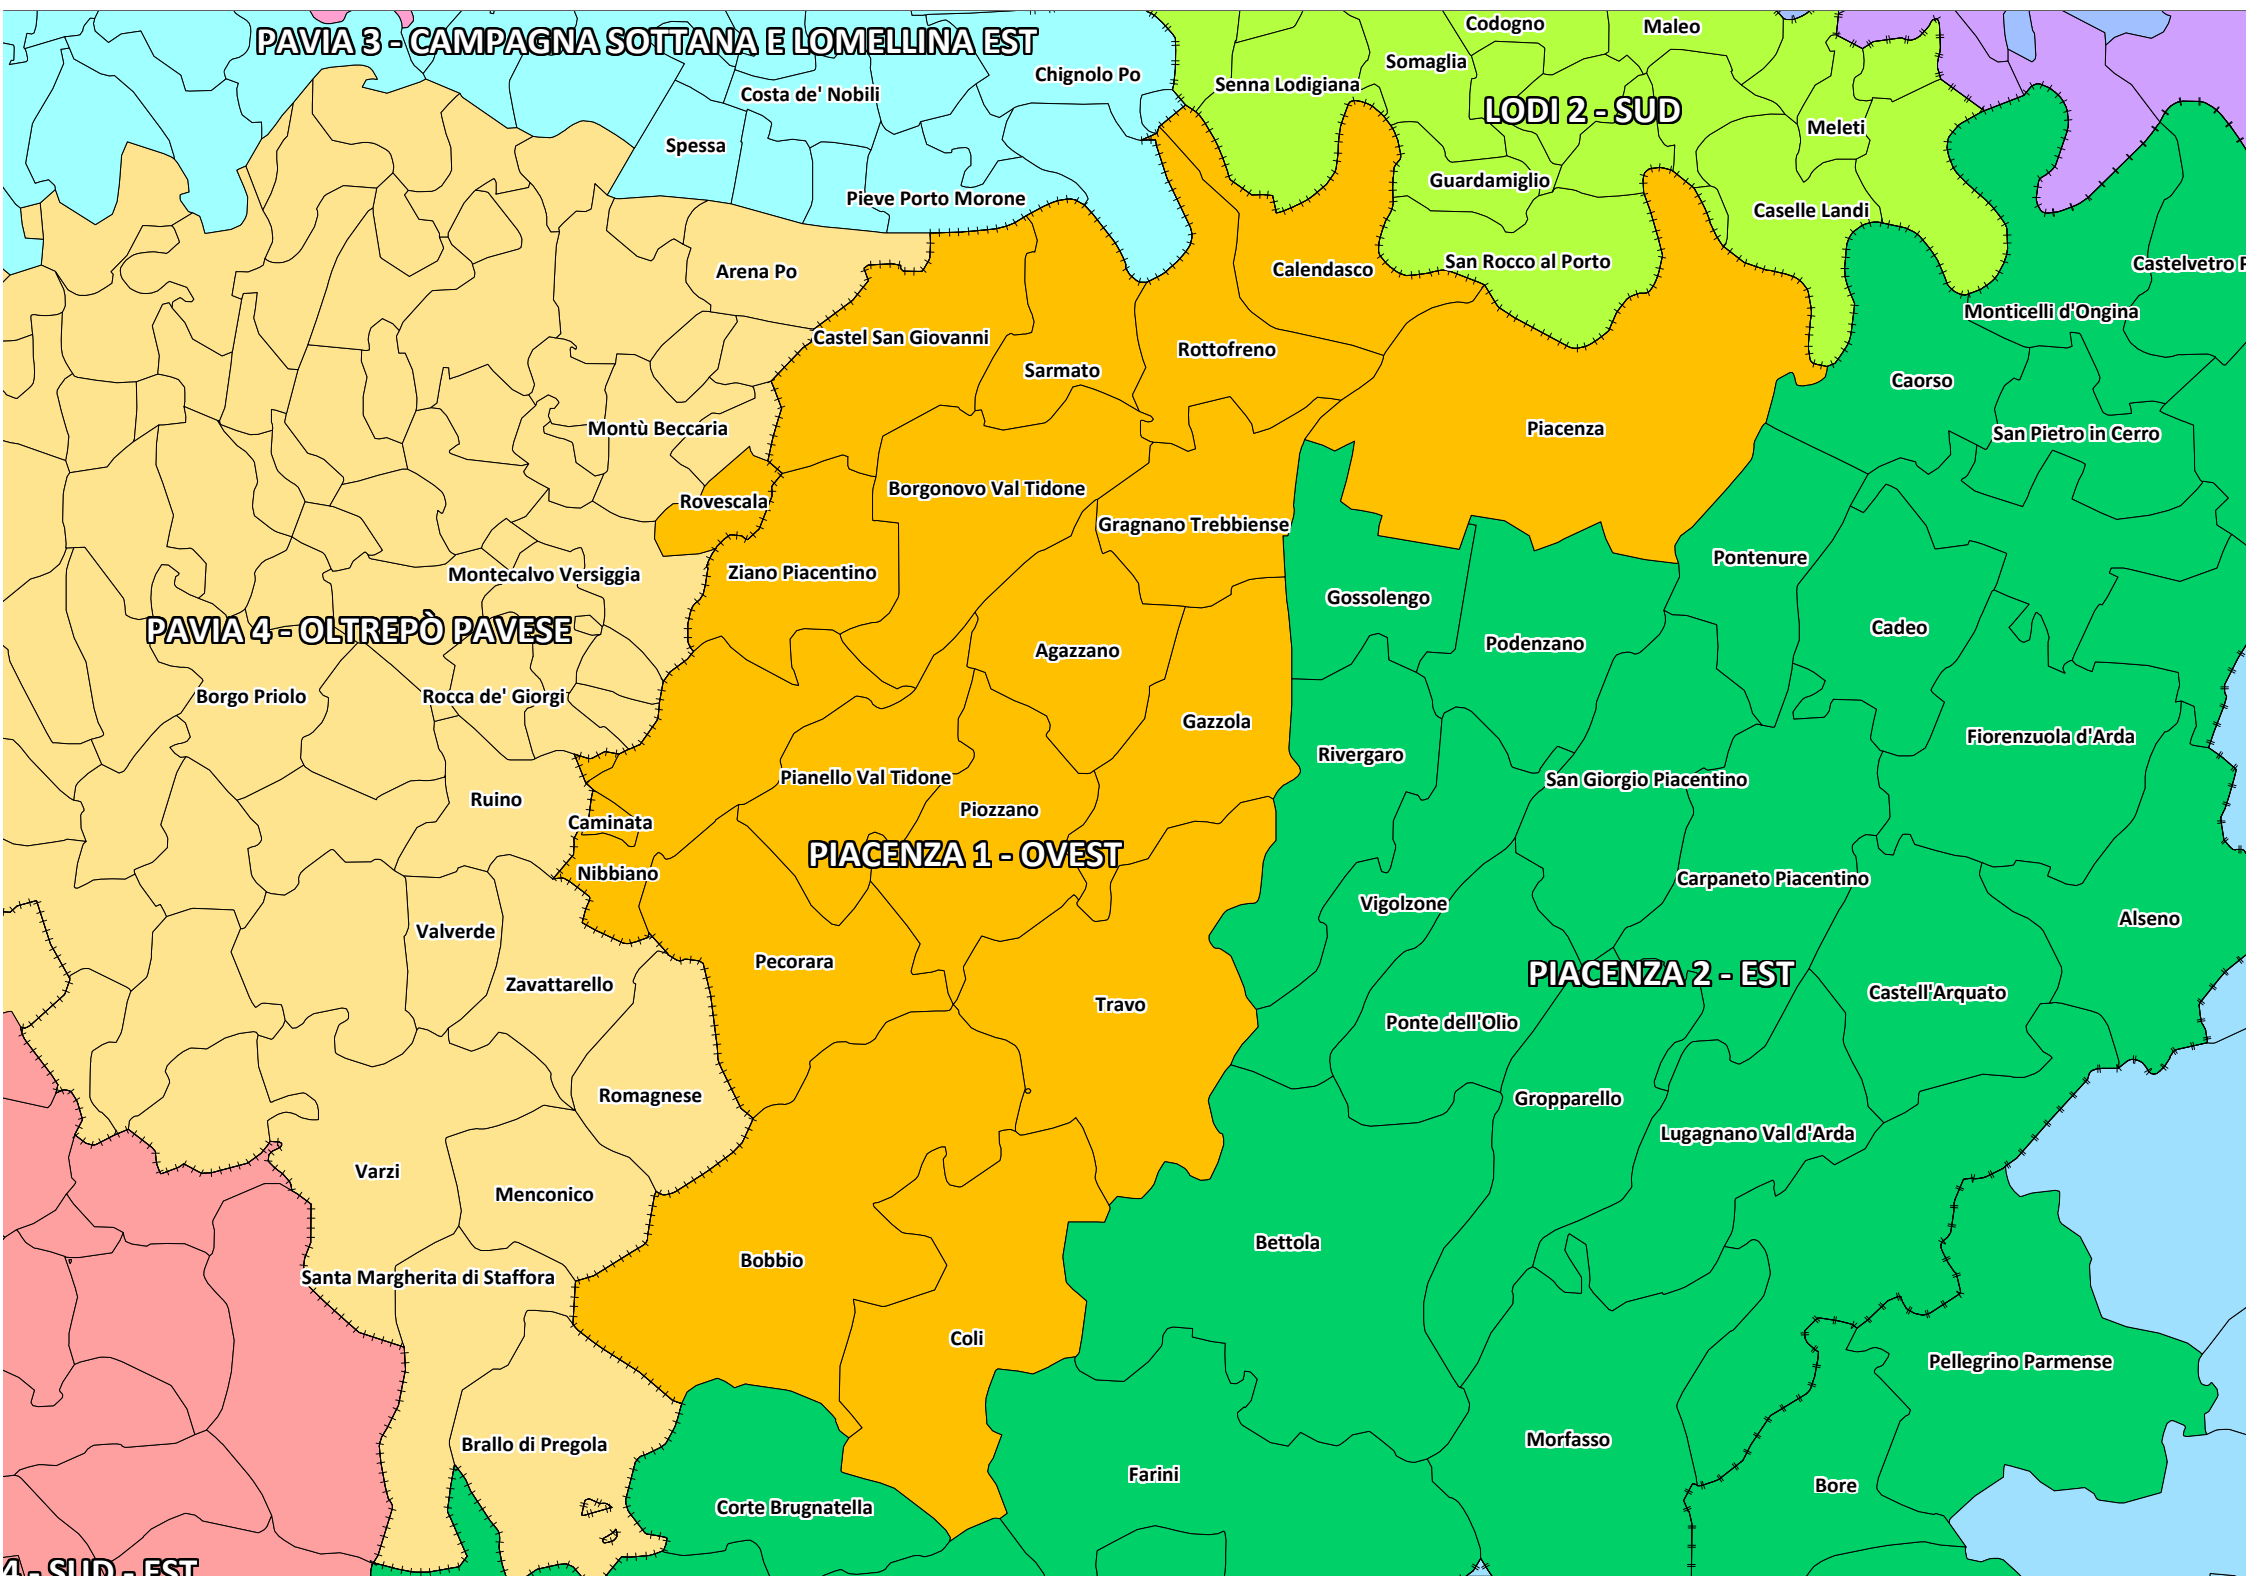 Codogno
Maleo
PAVIA 3 - CAMPAGNA SOTTANA E LOMELLINA EST
Somaglia
Chignolo Po
Senna Lodigiana
Costa de' Nobili
LODI 2 - SUD
Meleti
Spessa
Guardamiglio
Pieve Porto Morone
Caselle Landi
San Rocco al Porto
Castelvetro P
Calendasco
Arena Po
Monticelli d'Ongina
Castel San Giovanni
Rottofreno
Sarmato
Caorso
Montù Beccaria
Piacenza
San Pietro in Cerro
Borgonovo Val Tidone
Rovescala
Gragnano Trebbiense
Pontenure
Ziano Piacentino
Montecalvo Versiggia
Gossolengo
Cadeo
PAVIA 4 - OLTREPÒ PAVESE
Podenzano
Agazzano
Borgo Priolo
Rocca de' Giorgi
Gazzola
Fiorenzuola d'Arda
Rivergaro
Pianello Val Tidone
San Giorgio Piacentino
Ruino
Piozzano
Caminata
PIACENZA 1 - OVEST
Nibbiano
Carpaneto Piacentino
Vigolzone
Alseno
Valverde
Pecorara
PIACENZA 2 - EST
Zavattarello
Castell'Arquato
Travo
Ponte dell'Olio
Romagnese
Gropparello
Lugagnano Val d'Arda
Varzi
Menconico
Bettola
Bobbio
Santa Margherita di Staffora
Coli
Pellegrino Parmense
Morfasso
Brallo di Pregola
Farini
Bore
Corte Brugnatella
4 - SUD - EST